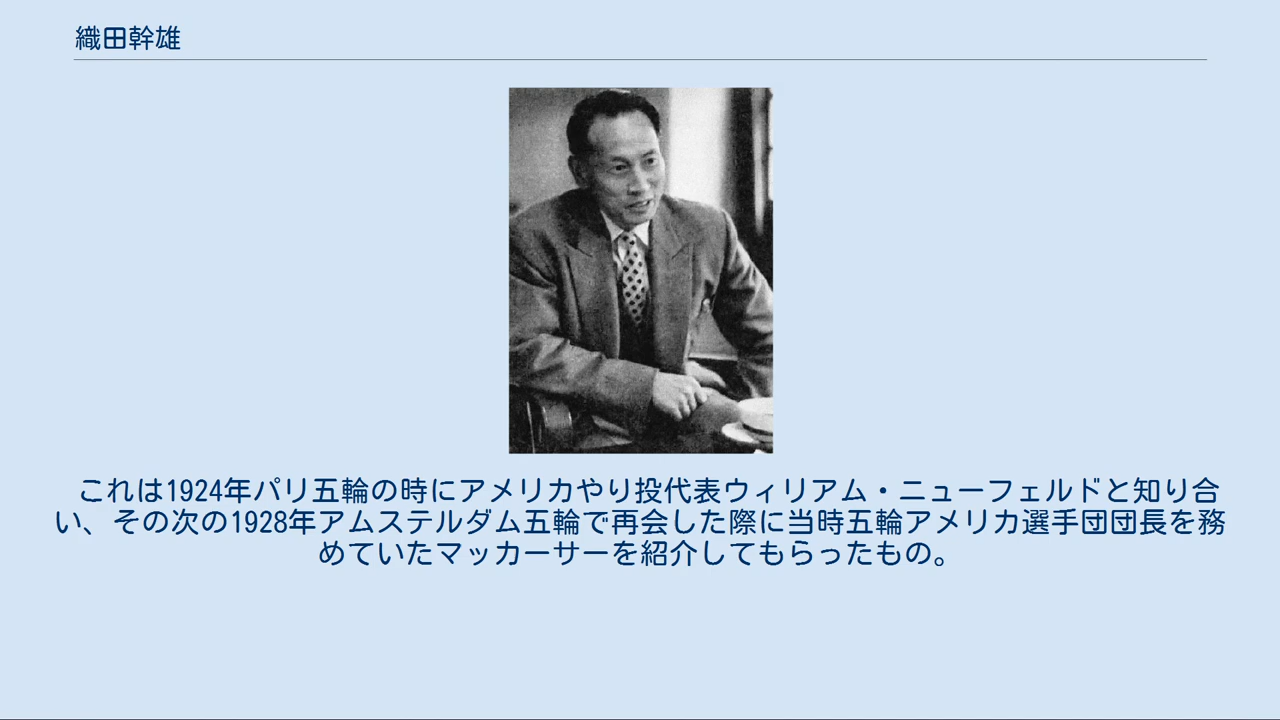 織田幹雄
これは1924年パリ五輪の時にアメリカやり投代表ウィリアム・ニューフェルドと知り合
い、その次の1928年アムステルダム五輪で再会した際に当時五輪アメリカ選手団団長を務
めていたマッカーサーを紹介してもらったもの。